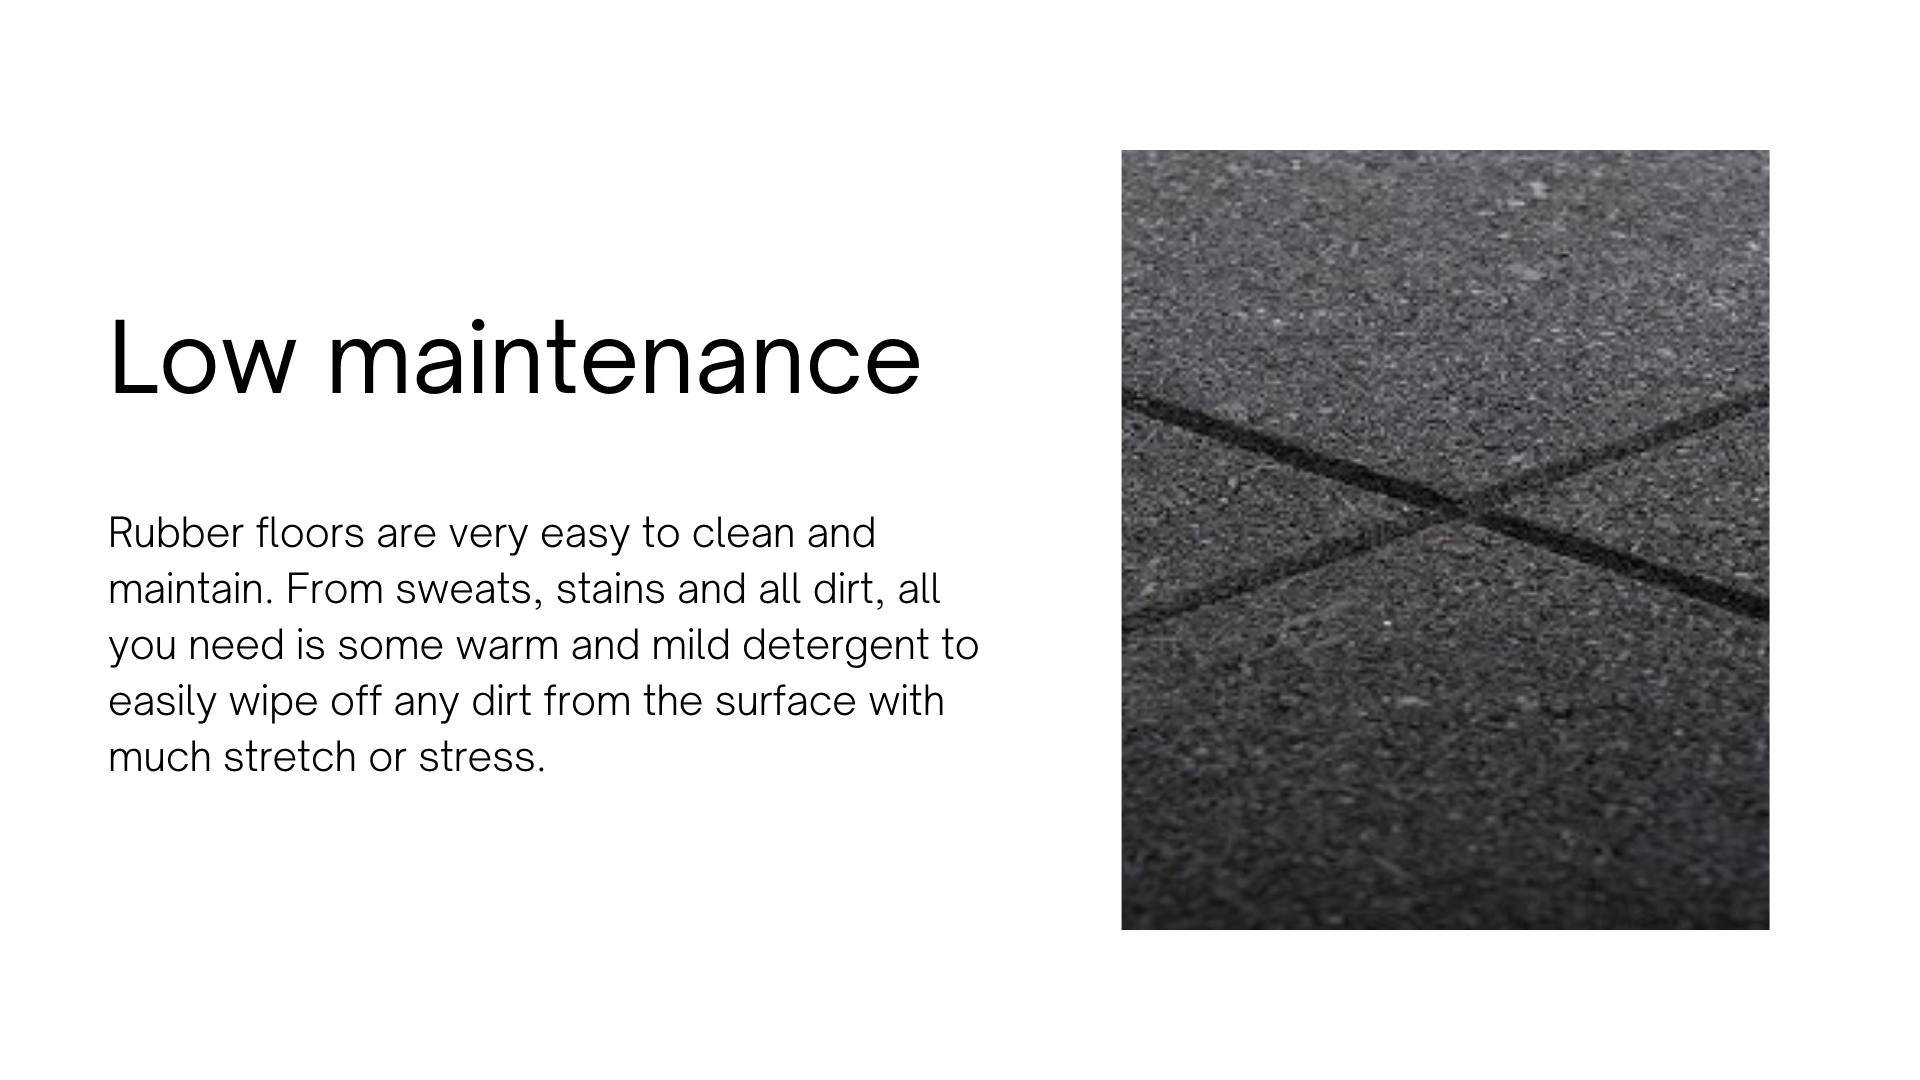 Low maintenance
Rubber floors are very easy to clean and
maintain. From sweats, stains and all dirt, all
you need is some warm and mild detergent to
easily wipe off any dirt from the surface with
much stretch or stress.